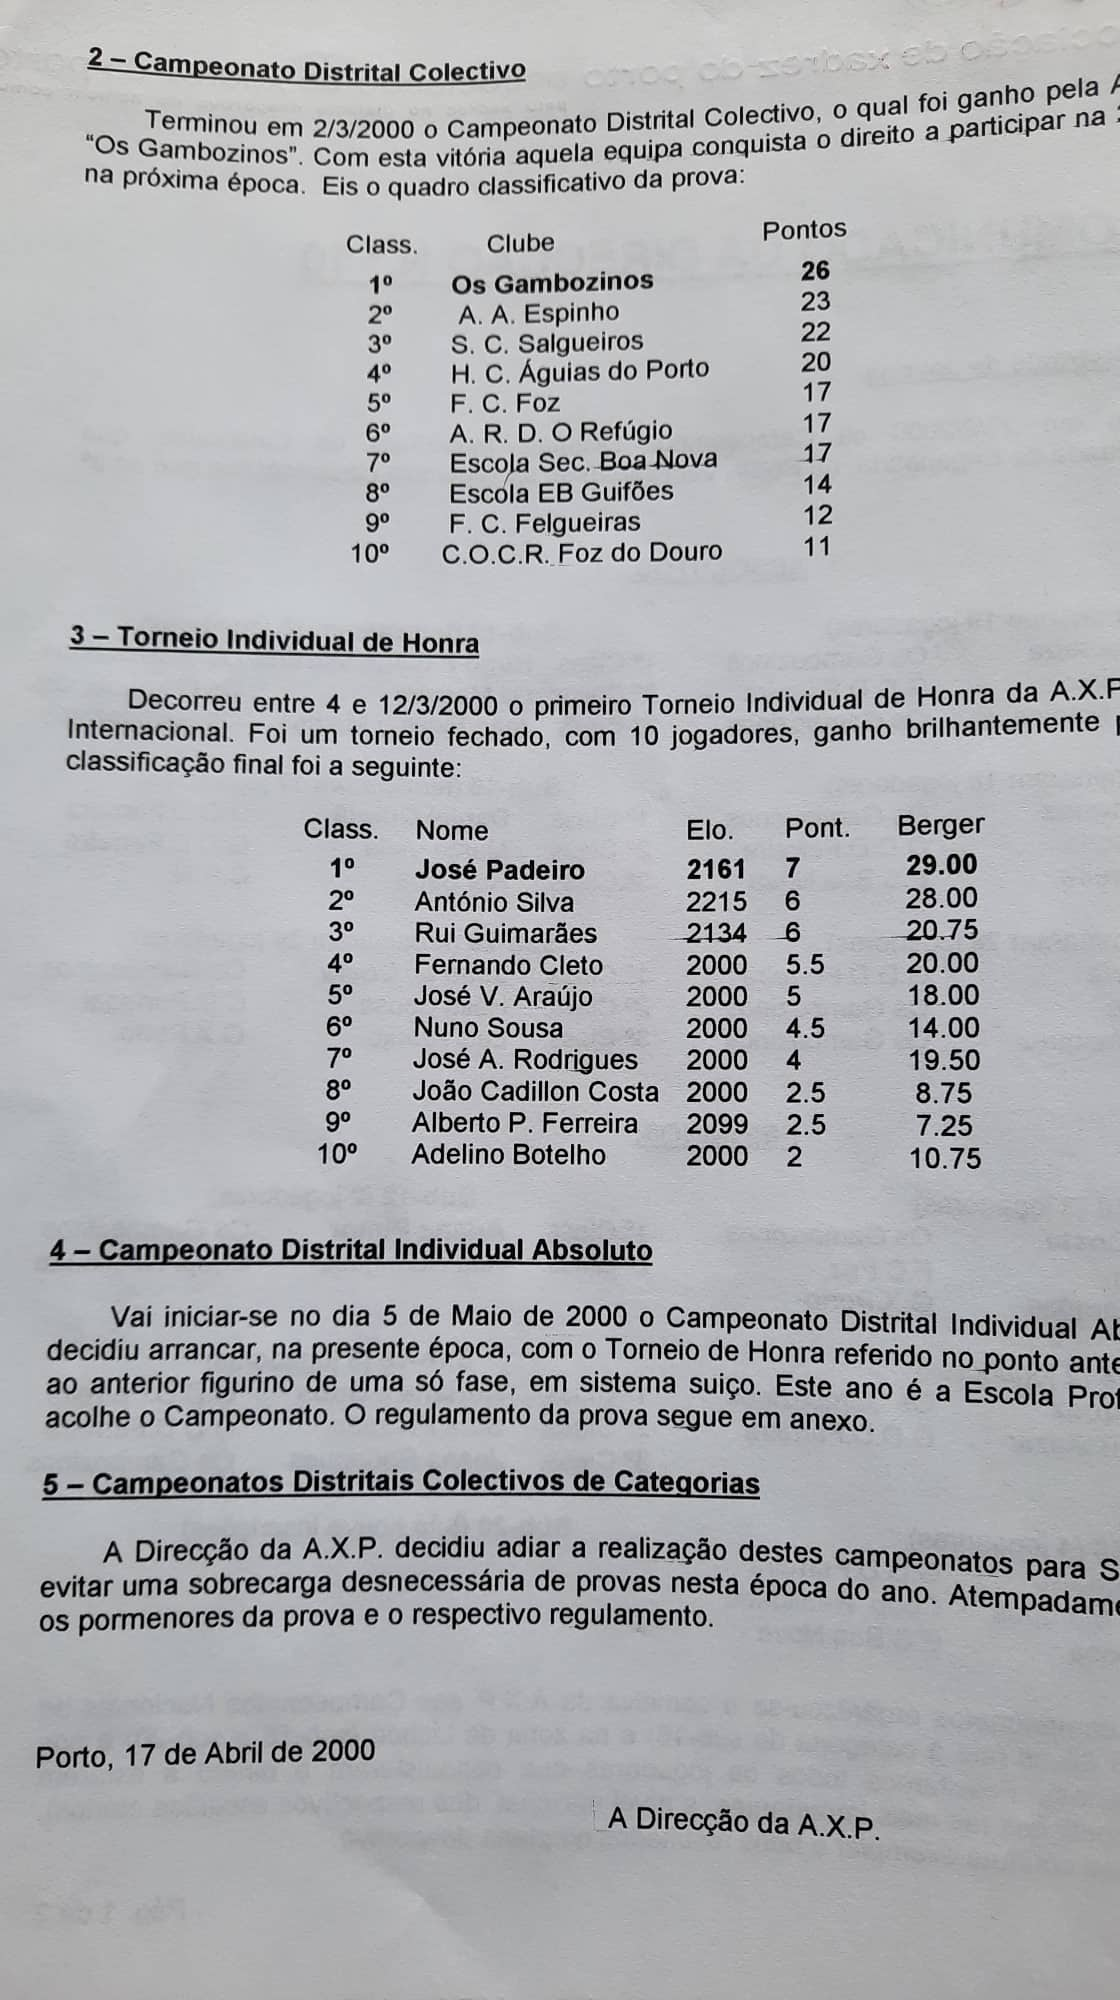 2 – Campeonato Distrital Colectivo
Terminou em 2/3/2000 o Campeonato Distrital Colectivo, o qual foi ganho pela
“Os Gambozinos”. Com esta vitória aquela equipa conquista o direito a participar na
na próxima época. Eis o quadro classificativo da prova:
Class. Clube Pontos
1º Os Gambozinos 26
2º A. A. Espinho 23
3º S. C. Salgueiros 22
4º H. C. Águias do Porto 20
5º F. C. Foz 17
6º A. R. D. O Refúgio 17
7º Escola Sec. Boa Nova 17
8º Escola EB Guifões 14
9º F. C. Felgueiras 12
10º C.O.C.R. Foz do Douro 11
3 – Torneio Individual de Honra
Decorreu entre 4 e 12/3/2000 o primeiro Torneio Individual de Honra da A.X.P
Internacional. Foi um torneio fechado, com 10 jogadores, ganho brilhantemente
classificação final foi a seguinte:
Class. Nome Elo. Pont. Berger
1º José Padeiro 2161 7 29.00
2º António Silva 2215 6 28.00
3º Rui Guimarães 2134 6 20.75
4º Fernando Cleto 2000 5.5 20.00
5º José V. Araújo 2000 5 18.00
6º Nuno Sousa 2000 4.5 14.00
7º José A. Rodrigues 2000 4 19.50
8º João Cadillon Costa 2000 2.5 8.75
9º Alberto P. Ferreira 2099 2.5 7.25
10º Adelino Botelho 2000 2 10.75
4 – Campeonato Distrital Individual Absoluto
Vai iniciar-se no dia 5 de Maio de 2000 o Campeonato Distrital Individual Ab
decidiu arrancar, na presente época, com o Torneio de Honra referido no ponto ante
ao anterior figurino de uma só fase, em sistema suiço. Este ano é a Escola Prof
acolhe o Campeonato. O regulamento da prova segue em anexo.
5 – Campeonatos Distritais Colectivos de Categorias
A Direcção da A.X.P. decidiu adiar a realização destes campeonatos para S
evitar uma sobrecarga desnecessária de provas nesta época do ano. Atempadame
os pormenores da prova e o respectivo regulamento.
Porto, 17 de Abril de 2000
A Direcção da A.X.P.